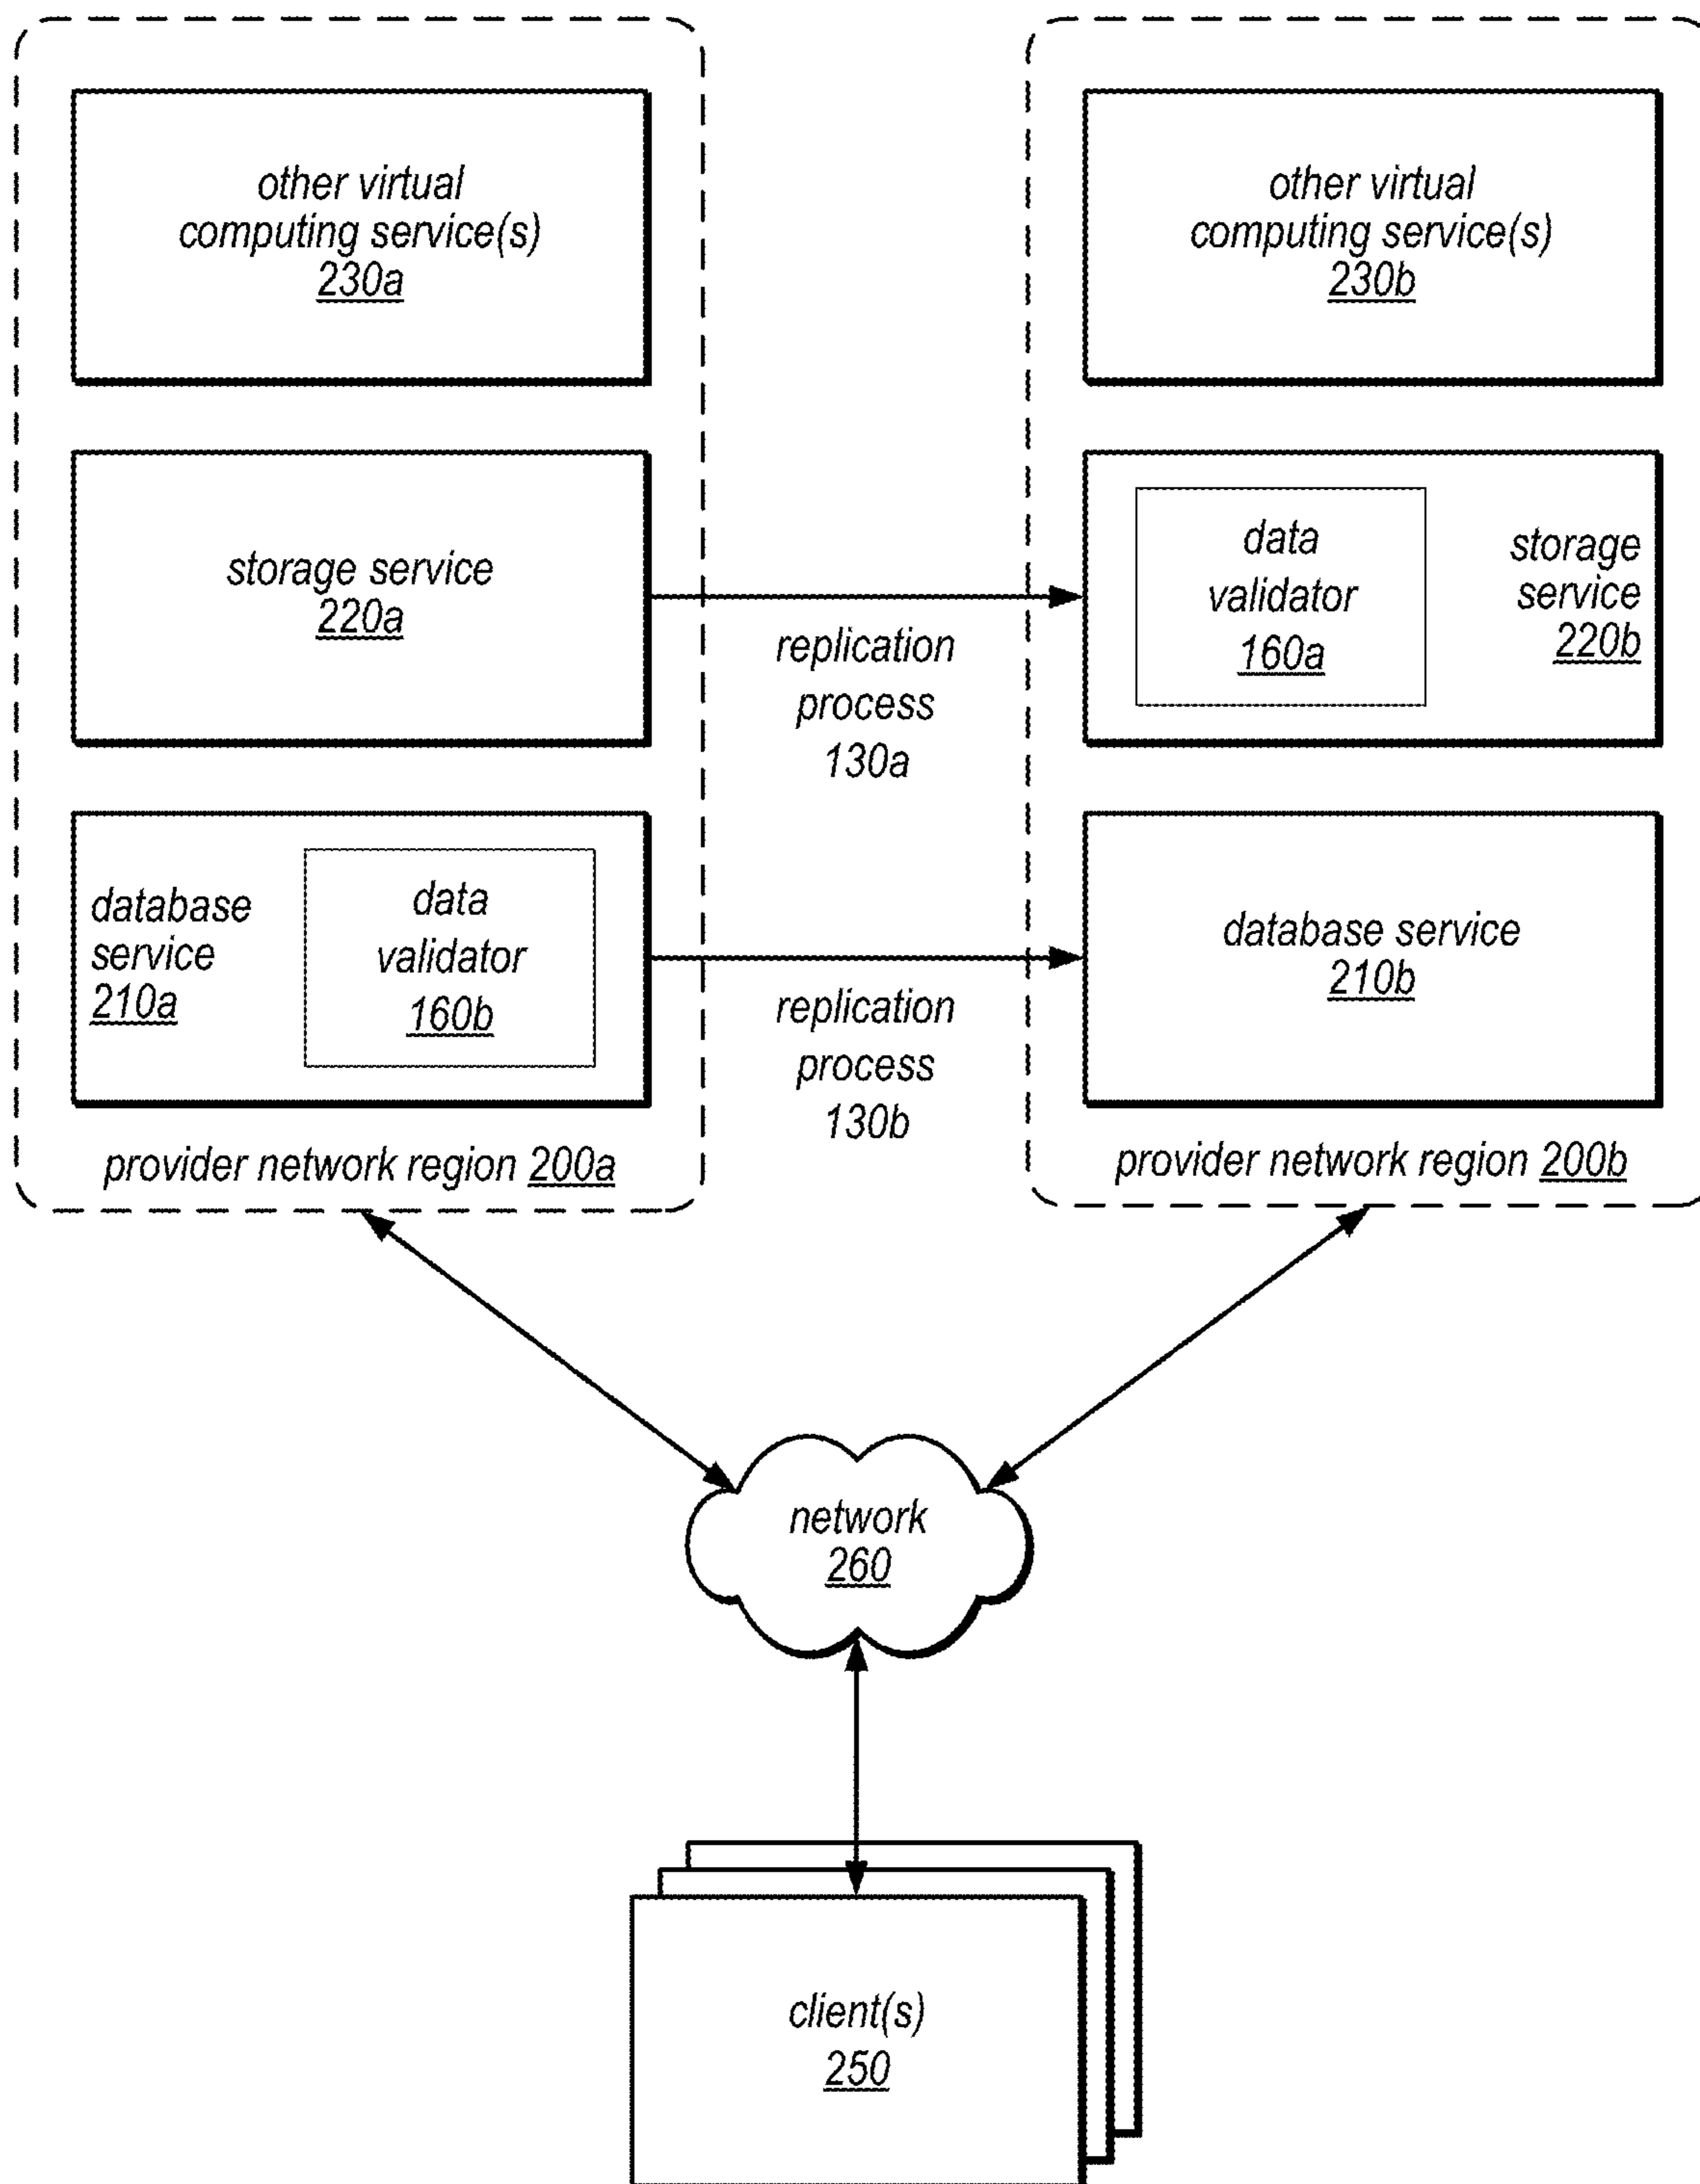 other virtual
computing service(s)
230a
other virtual
computing service(s)
230b
storage service
220a
replication
process
130a
data
validator
160a
storage
service
220b
database
service
210a
data
validator
160b
replication
process
130b
database service
210b
provider network region 200a
provider network region 200b
network
260
client(s)
250